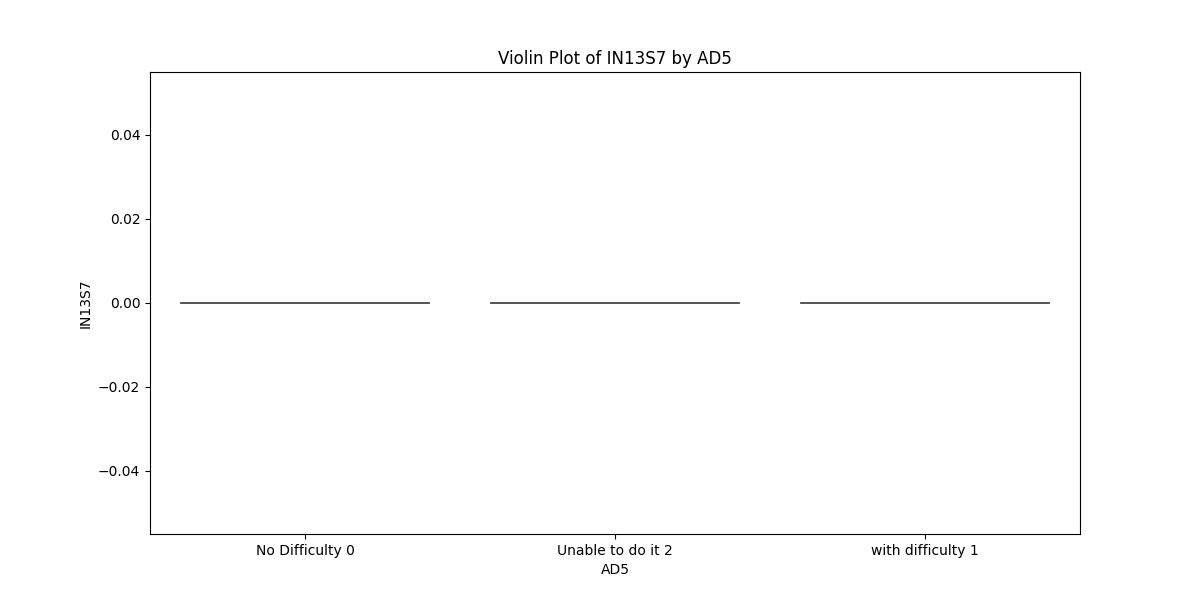 Violin Plot of IN13S7 by AD5
0.04
0.02
0.00
−0.02
−0.04
IN13S7
No Difficulty 0
Unable to do it 2
with difficulty 1
AD5